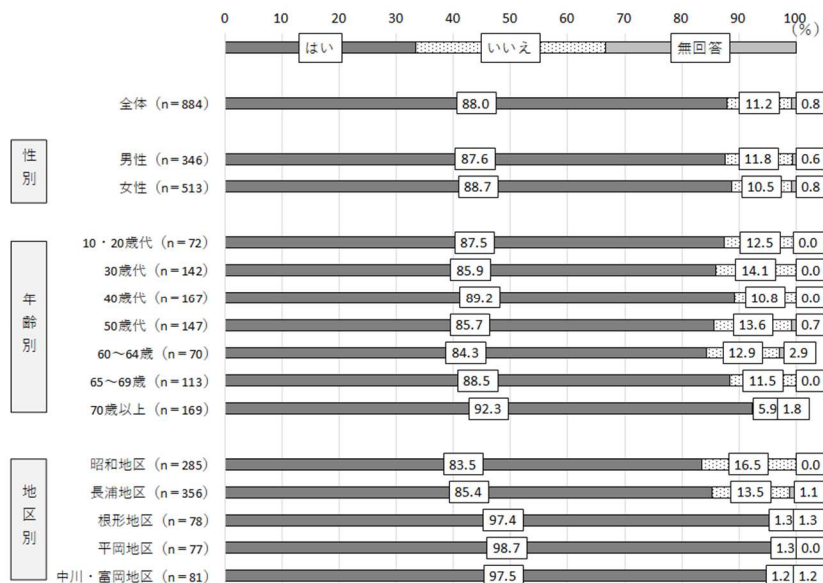 0 10 20 30 40 50 60 70 80 90 100
(%)
はい いいえ 無回答
全体（n＝884） 88.0 11.2 0.8
性別
男性（n＝346） 87.6 11.8 0.6
女性（n＝513） 88.7 10.5 0.8
年齢別
10・20歳代（n＝72） 87.5 12.5 0.0
30歳代（n＝142） 85.9 14.1 0.0
40歳代（n＝167） 89.2 10.8 0.0
50歳代（n＝147） 85.7 13.6 0.7
60～64歳（n＝70） 84.3 12.9 2.9
65～69歳（n＝113） 88.5 11.5 0.0
70歳以上（n＝169） 92.3 5.9 1.8
地区別
昭和地区（n＝285） 83.5 16.5 0.0
長浦地区（n＝356） 85.4 13.5 1.1
根形地区（n＝78） 97.4 1.3 1.3
平岡地区（n＝77） 98.7 1.3 0.0
中川・富岡地区（n＝81） 97.5 1.2 1.2